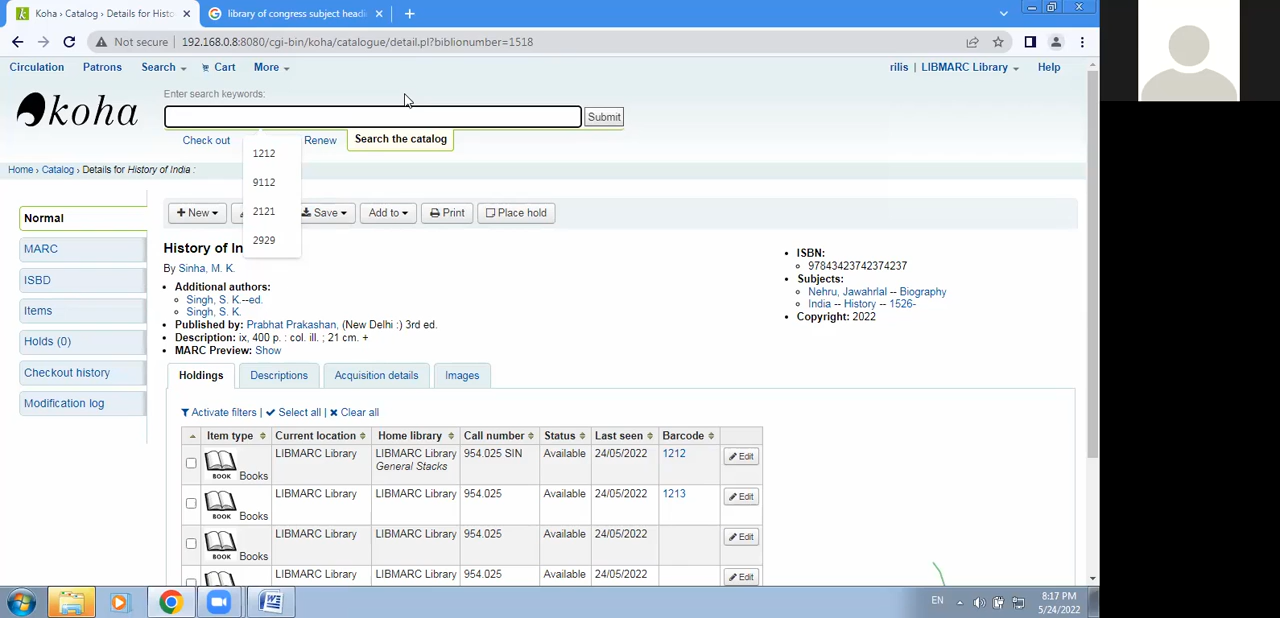 Koha › Catalog › Details for Histo
library of congress subject headi
Not secure
192.168.0.8:8080/cgi-bin/koha/catalogue/detail.pl?biblionumber=1518
Circulation
Patrons
Search
Cart
More
rilis | LIBMARC Library
Help
koha
Enter search keywords:
Submit
Check out
Renew
Search the catalog
1212
9112
2121
2929
Home › Catalog › Details for History of India :
Normal
MARC
ISBD
Items
Holds (0)
Checkout history
Modification log
New
Save
Add to
Print
Place hold
History of In
By Sinha, M. K.
Additional authors:
Singh, S. K.--ed.
Singh, S. K.
Published by: Prabhat Prakashan, (New Delhi :) 3rd ed.
Description: ix, 400 p. : col. ill. ; 21 cm. +
MARC Preview: Show
ISBN:
97843423742374237
Subjects:
Nehru, Jawahrlal -- Biography
India -- History -- 1526-
Copyright: 2022
Holdings
Descriptions
Acquisition details
Images
Activate filters | Select all | Clear all
Item type Current location Home library Call number Status Last seen Barcode
BOOK Books LIBMARC Library LIBMARC Library General Stacks 954.025 SIN Available 24/05/2022 1212 Edit
BOOK Books LIBMARC Library LIBMARC Library 954.025 Available 24/05/2022 1213 Edit
BOOK Books LIBMARC Library LIBMARC Library 954.025 Available 24/05/2022 Edit
LIBMARC Library LIBMARC Library 954.025 Available 24/05/2022 Edit
EN
8:17 PM
5/24/2022